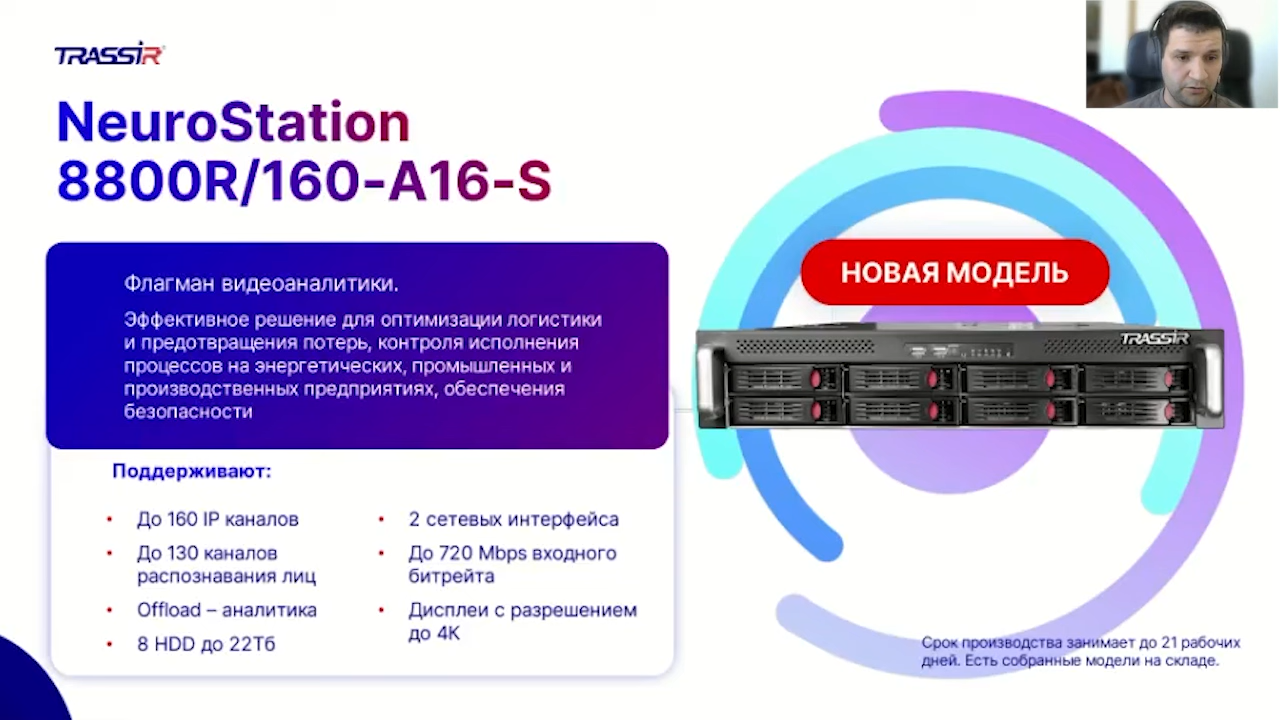 TRASSIR
NeuroStation
8800R/160-A16-S
Флагман видеоаналитики.
Эффективное решение для оптимизации логистики
и предотвращения потерь, контроля исполнения
процессов на энергетических, промышленных и
производственных предприятиях, обеспечения
безопасности
Поддерживают:
• До 160 IP каналов
• До 130 каналов
распознавания лиц
• Offload – аналитика
• 8 HDD до 22Тб
• 2 сетевых интерфейса
• До 720 Mbps входного
битрейта
• Дисплеи с разрешением
до 4К
НОВАЯ МОДЕЛЬ
TRASSIR
Срок производства занимает до 21 рабочих
дней. Есть собранные модели на складе.